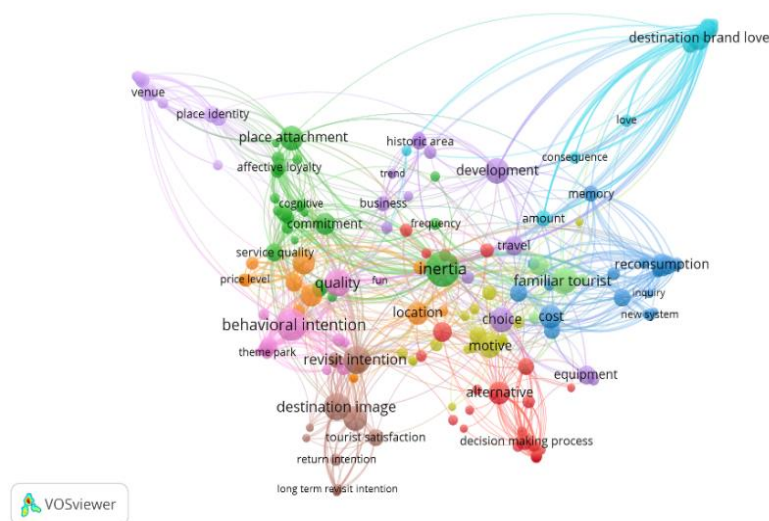 destination brand love
venue
place identity
love
place attachment
historic area
consequence
affective loyalty
trend
development
memory
cognitive
business
commitment
frequency
amount
service quality
travel
inertia
reconsumption
price level
quality
fun
familiar tourist
inquiry
location
choice
cost
new system
behavioral intention
theme park
revisit intention
motive
equipment
alternative
destination image
tourist satisfaction
decision making process
return intention
long term revisit intention
VOSviewer